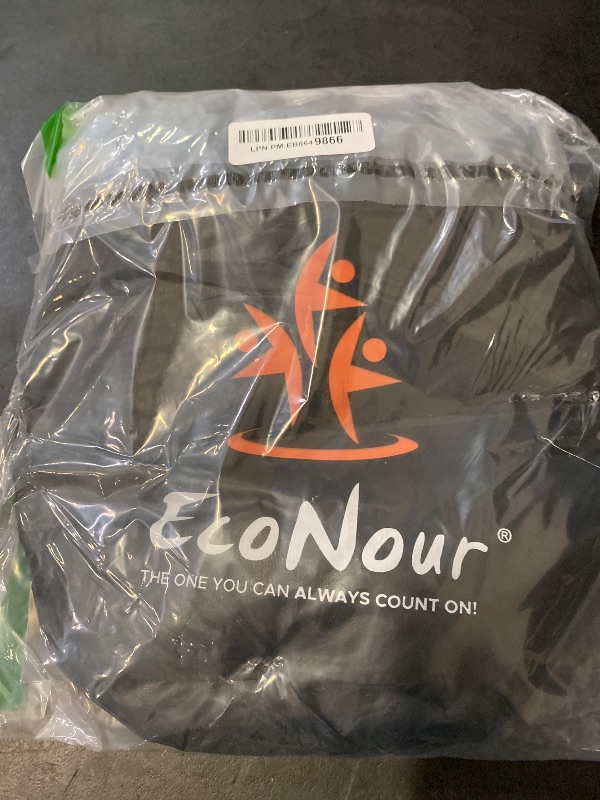 LPN PM EB8649866
EcoNour®
THE ONE YOU CAN ALWAYS COUNT ON!